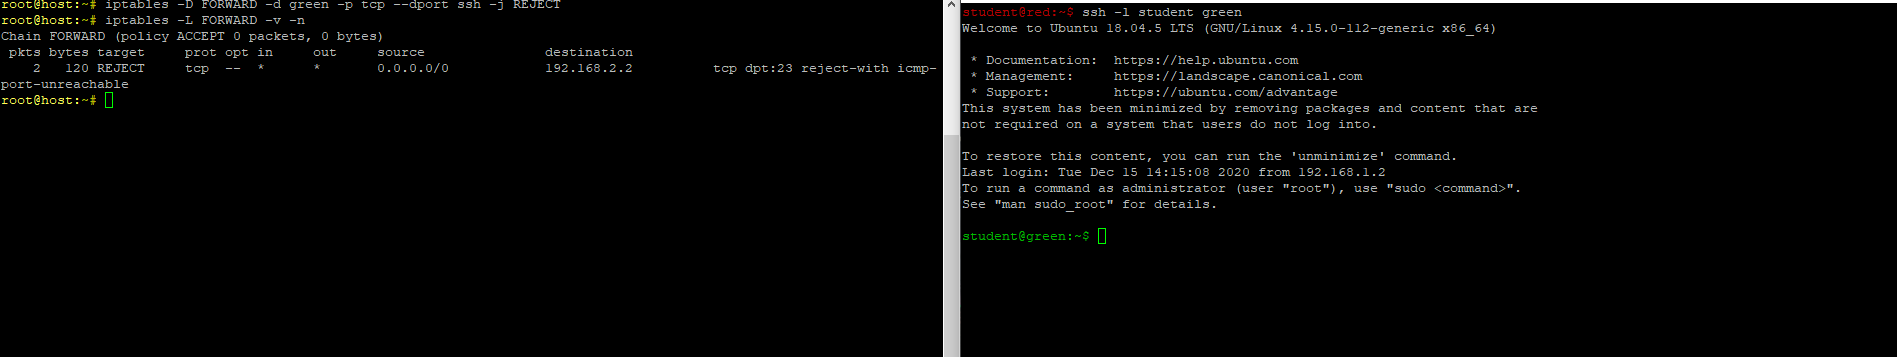 root@host:~# iptables -D FORWARD -d green -p tcp --dport ssh -j REJECT
root@host:~# iptables -L FORWARD -v -n
Chain FORWARD (policy ACCEPT 0 packets, 0 bytes)
 pkts bytes target     prot opt in     out     source               destination
    2   120 REJECT     tcp  --  *      *       0.0.0.0/0            192.168.2.2          tcp dpt:23 reject-with icmp-
port-unreachable
root@host:~#
student@red:~$ ssh -l student green
Welcome to Ubuntu 18.04.5 LTS (GNU/Linux 4.15.0-112-generic x86_64)
 * Documentation:  https://help.ubuntu.com
 * Management:     https://landscape.canonical.com
 * Support:        https://ubuntu.com/advantage
This system has been minimized by removing packages and content that are
not required on a system that users do not log into.
To restore this content, you can run the 'unminimize' command.
Last login: Tue Dec 15 14:15:08 2020 from 192.168.1.2
To run a command as administrator (user "root"), use "sudo <command>".
See "man sudo_root" for details.
student@green:~$